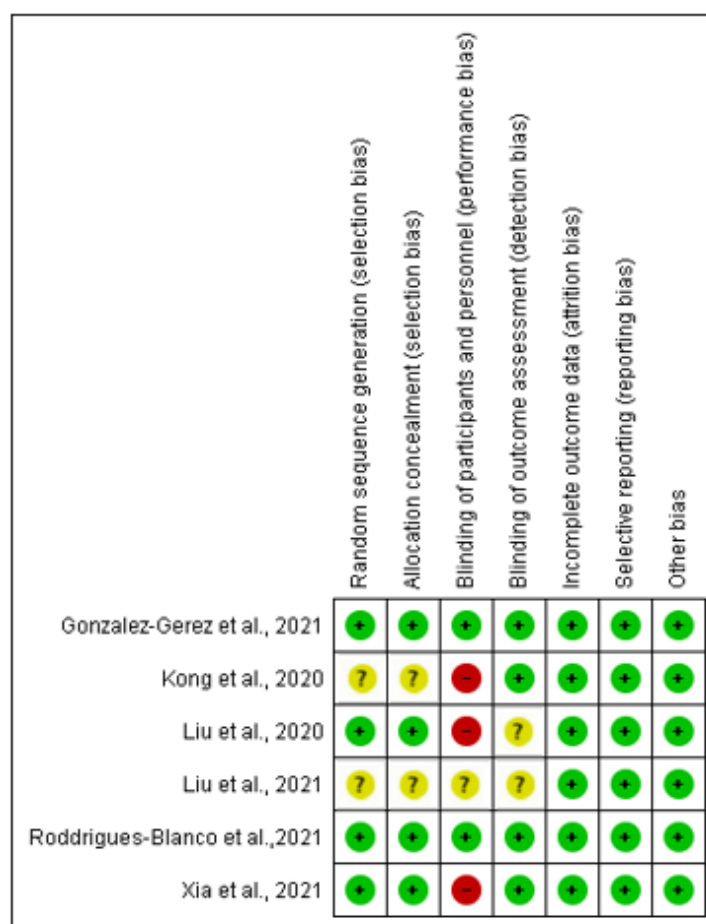 Random sequence generation (selection bias)
Allocation concealment (selection bias)
Blinding of participants and personnel (performance bias)
Blinding of outcome assessment (detection bias)
Incomplete outcome data (attrition bias)
Selective reporting (reporting bias)
Other bias
Gonzalez-Gerez et al., 2021 + + + + + + +
Kong et al., 2020 ? ? - + + + +
Liu et al., 2020 + + - ? + + +
Liu et al., 2021 ? ? ? ? + + +
Roddrigues-Blanco et al.,2021 + + + + + + +
Xia et al., 2021 + + - + + + +